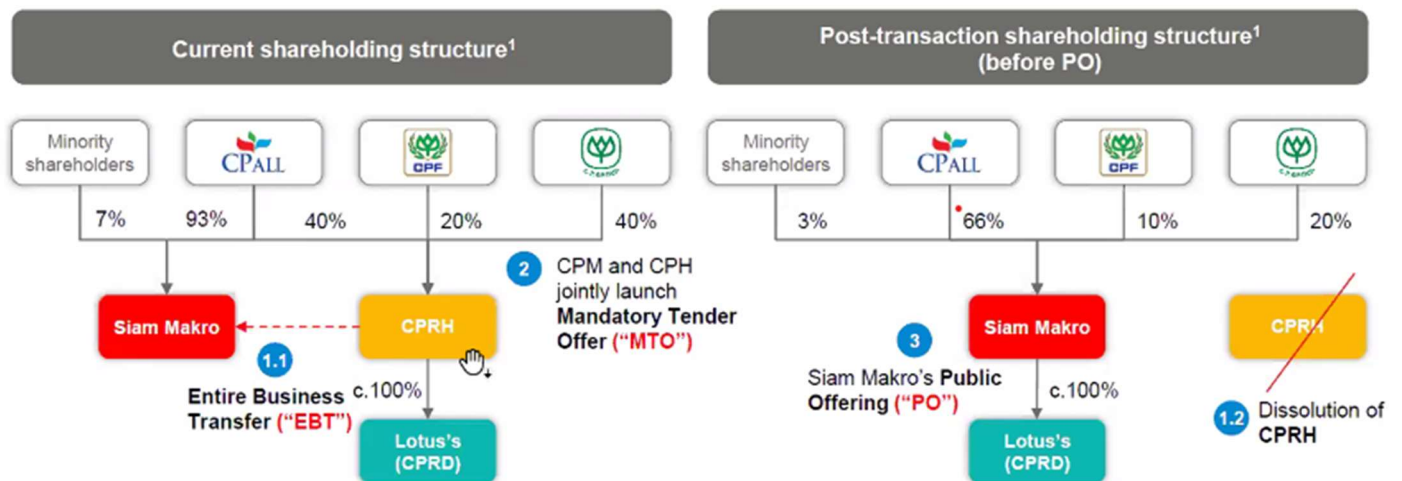 Current shareholding structure1
Post-transaction shareholding structure1
(before PO)
Minority
shareholders
CPALL
CPF
Minority
shareholders
CPALL
CPF
7%
93%
40%
20%
40%
3%
66%
10%
20%
2
CPM and CPH
jointly launch
Mandatory Tender
Offer ("MTO")
Siam Makro
CPRH
Siam Makro
CPRH
1.1
Entire Business
Transfer ("EBT")
c.100%
3
Siam Makro's Public
Offering ("PO")
c.100%
1.2
Dissolution of
CPRH
Lotus's
(CPRD)
Lotus's
(CPRD)